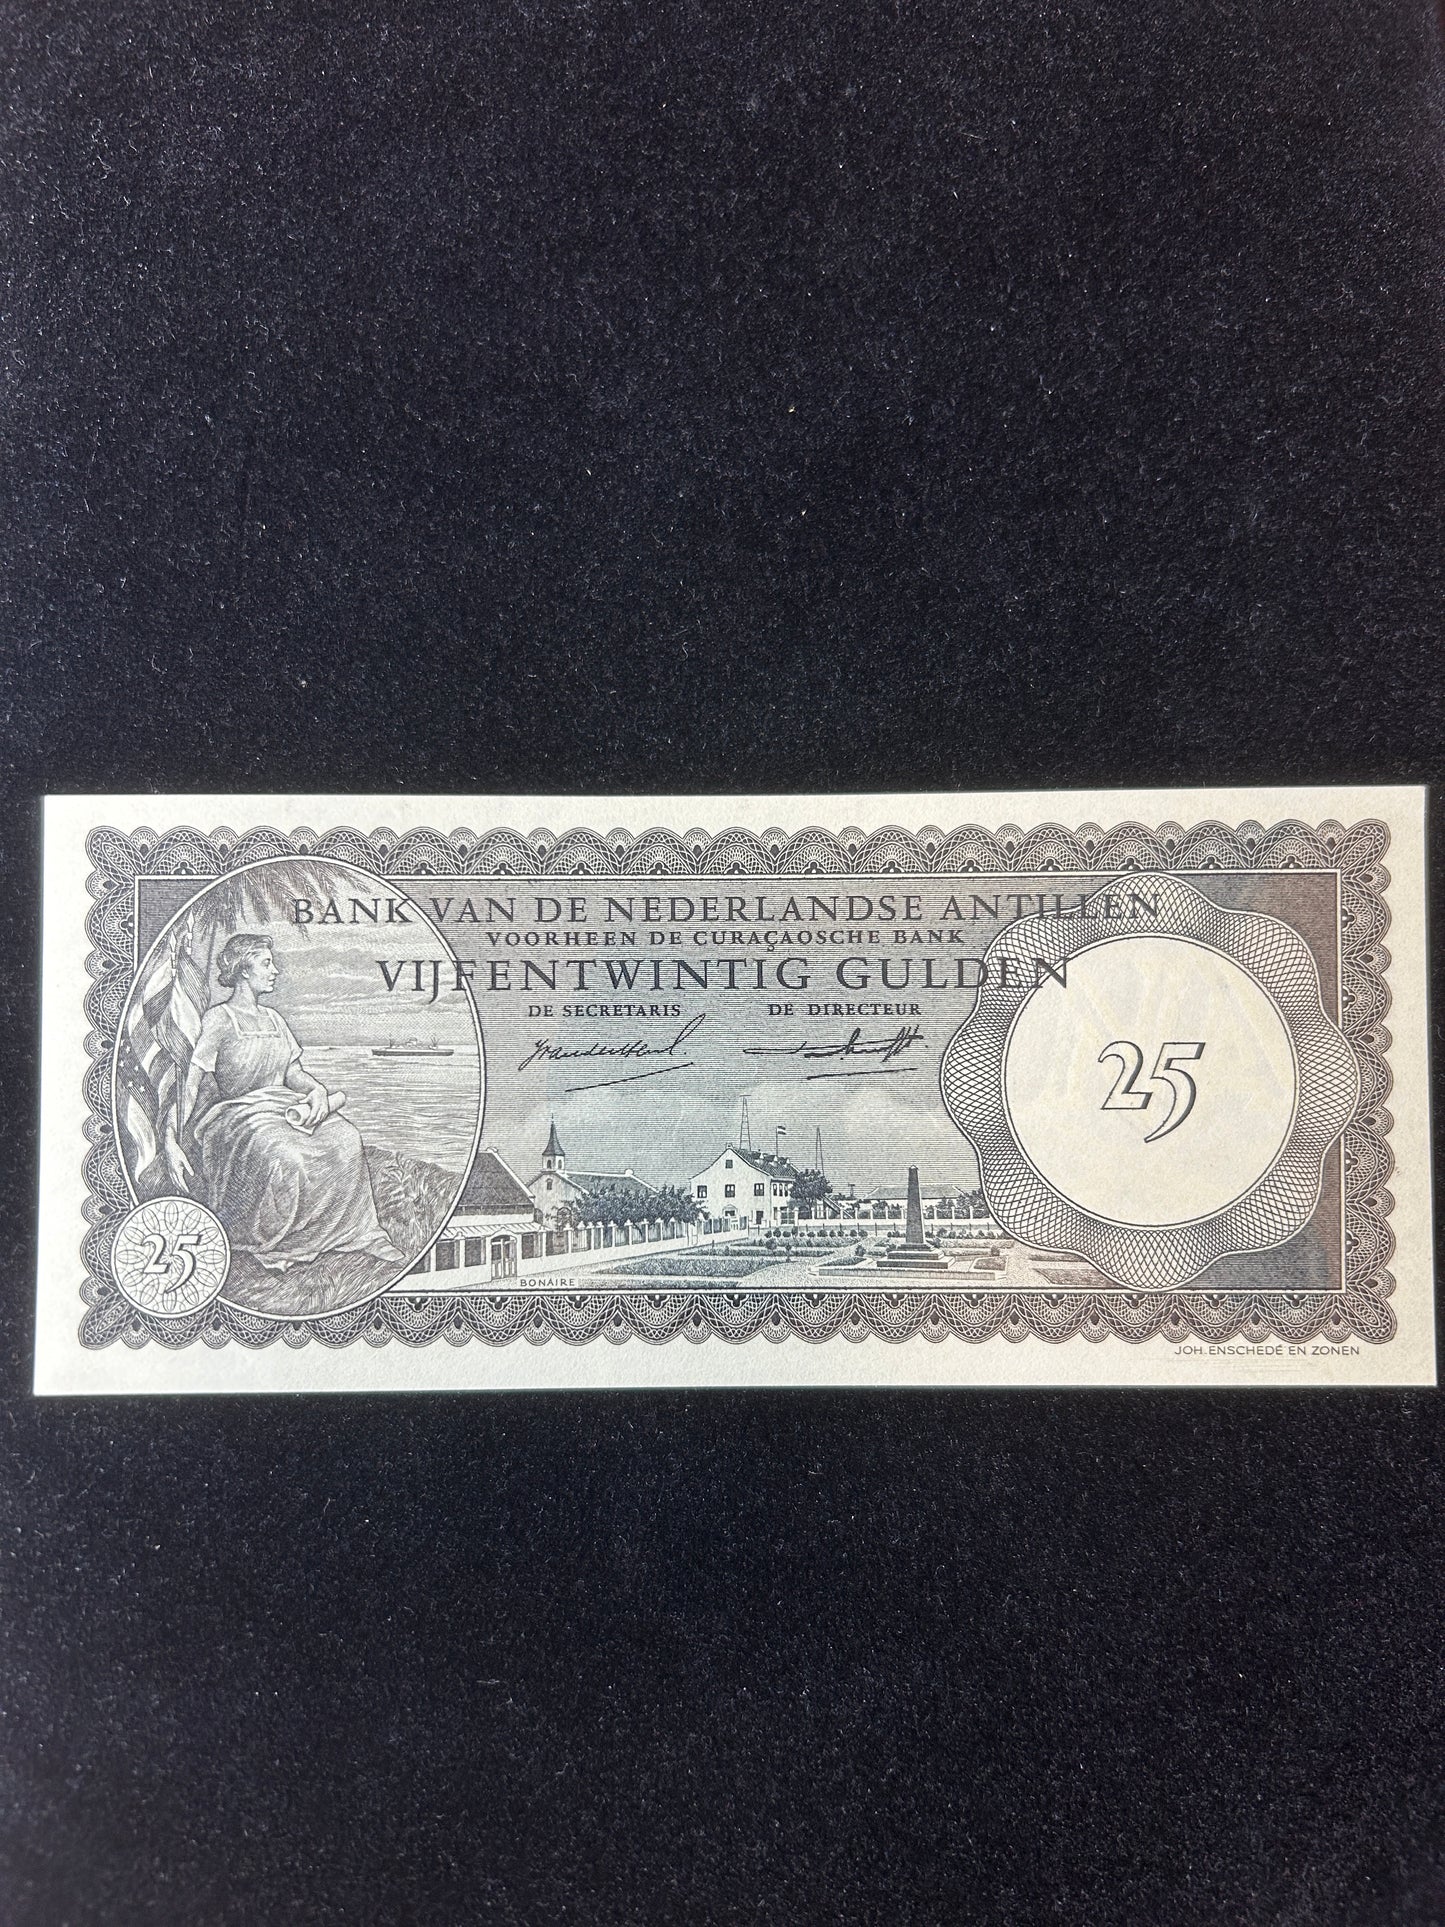 BANK VAN DE NEDERLANDSE ANTILLEN
VOORHEEN DE CURAÇAOSCHE BANK
VIJFENTWINTIG GULDEN
DE SECRETARIS DE DIRECTEUR
25
25
BONAIRE
JOH. ENSCHEDÉ EN ZONEN